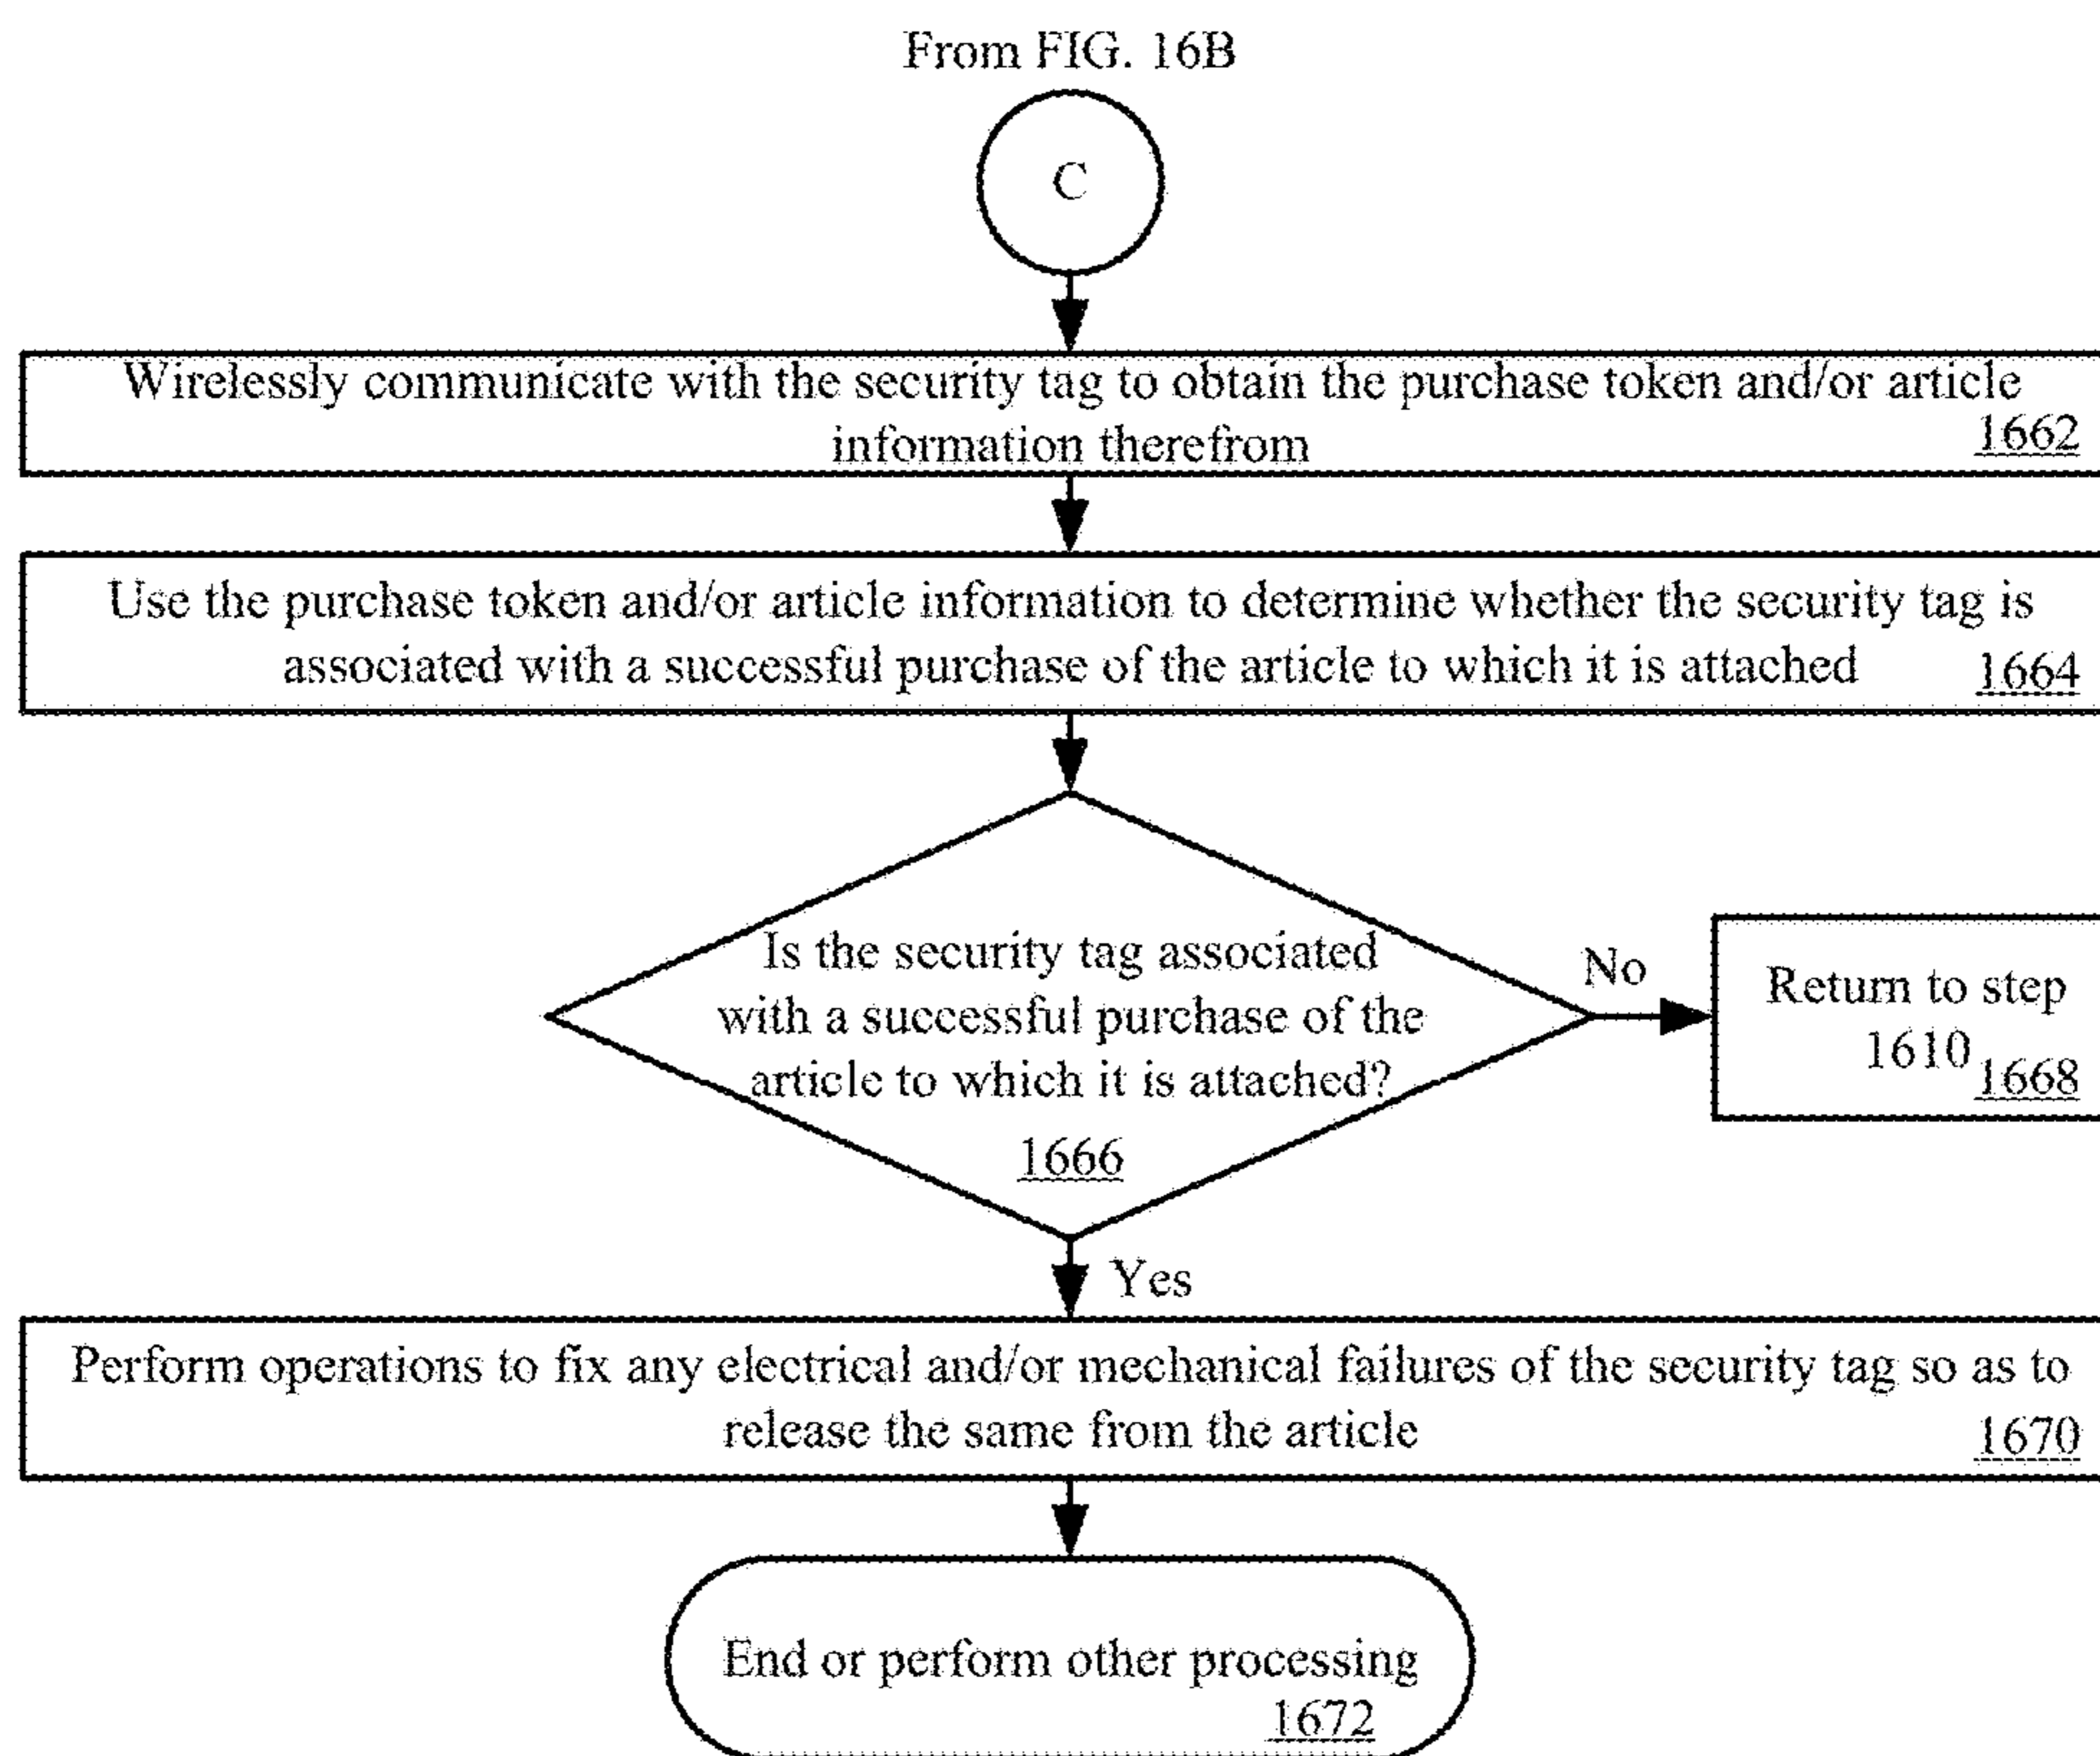 From FIG. 16B
C
Wirelessly communicate with the security tag to obtain the purchase token and/or article
information therefrom
1662
Use the purchase token and/or article information to determine whether the security tag is
associated with a successful purchase of the article to which it is attached
1664
Is the security tag associated
with a successful purchase of the
article to which it is attached?
1666
No
Return to step
1610
1668
Yes
Perform operations to fix any electrical and/or mechanical failures of the security tag so as to
release the same from the article
1670
End or perform other processing
1672